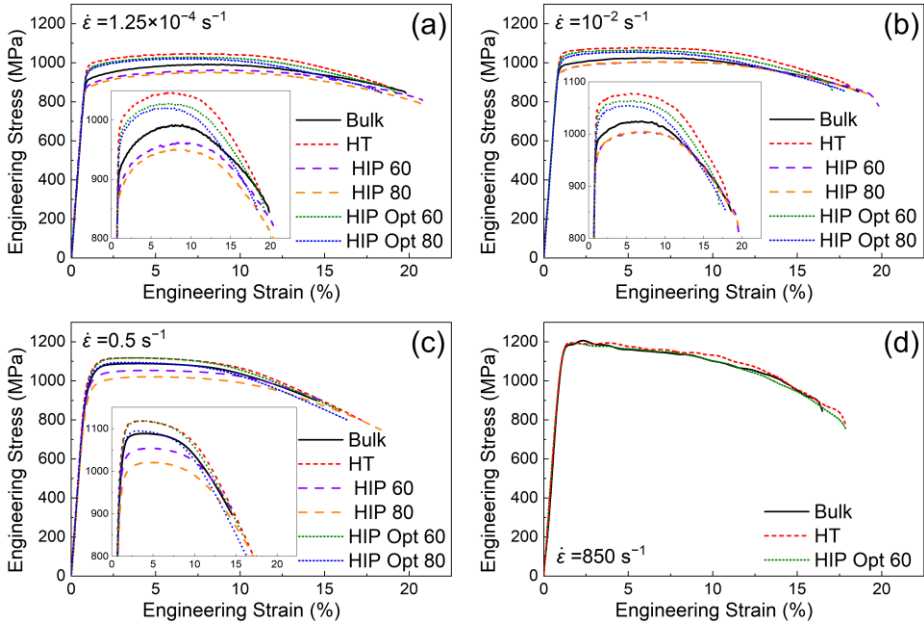 ε̇ = 1.25×10⁻⁴ s⁻¹
(a)
Engineering Stress (MPa)
1200
1000
800
600
400
200
0
1000
900
800
0 5 10 15 20
Bulk
HT
HIP 60
HIP 80
HIP Opt 60
HIP Opt 80
0 5 10 15 20
Engineering Strain (%)
ε̇ = 10⁻² s⁻¹
(b)
Engineering Stress (MPa)
1200
1000
800
600
400
200
0
1100
1000
900
800
0 5 10 15 20
Bulk
HT
HIP 60
HIP 80
HIP Opt 60
HIP Opt 80
0 5 10 15 20
Engineering Strain (%)
ε̇ = 0.5 s⁻¹
(c)
Engineering Stress (MPa)
1200
1000
800
600
400
200
0
1100
1000
900
800
0 5 10 15 20
Bulk
HT
HIP 60
HIP 80
HIP Opt 60
HIP Opt 80
0 5 10 15 20
Engineering Strain (%)
(d)
Engineering Stress (MPa)
1200
1000
800
600
400
200
0
Bulk
HT
HIP Opt 60
ε̇ =850 s⁻¹
0 5 10 15 20
Engineering Strain (%)